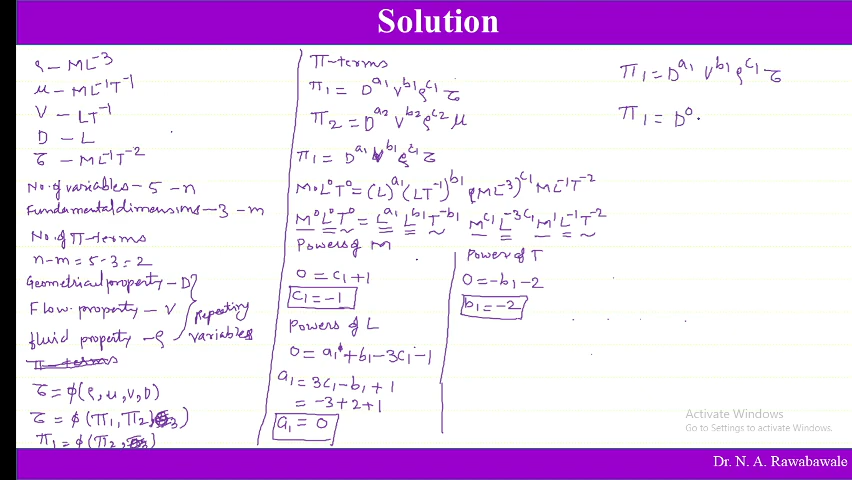 Solution
ρ - ML⁻³
μ - ML⁻¹T⁻¹
V - LT⁻¹
D - L
τ - ML⁻¹T⁻²
No. of variables - 5 - n
Fundamental dimensions - 3 - m
No. of Π-terms
n-m = 5-3 = 2
Geometrical property - D
Flow property - V
fluid property - ρ
Repeating variables
Π-terms
τ = φ(ρ, μ, V, D)
τ = φ(Π₁, Π₂)
Π₁ = φ(Π₂)
Π-terms
Π₁ = D^a₁ V^b₁ ρ^c₁ τ
Π₂ = D^a₂ V^b₂ ρ^c₂ μ
Π₁ = D^a₁ V^b₁ ρ^c₁ τ
M⁰L⁰T⁰ = (L)^a₁ (LT⁻¹)^b₁ (ML⁻³)^c₁ ML⁻¹T⁻²
M⁰L⁰T⁰ = L^a₁ L^b₁ T^-b₁ M^c₁ L^-3c₁ M¹ L⁻¹ T⁻²
Powers of M
0 = c₁ + 1
c₁ = -1
Powers of L
0 = a₁ + b₁ - 3c₁ - 1
a₁ = 3c₁ - b₁ + 1
= -3 + 2 + 1
a₁ = 0
Power of T
0 = -b₁ - 2
b₁ = -2
Π₁ = D^a₁ V^b₁ ρ^c₁ τ
Π₁ = D⁰.
Activate Windows
Go to Settings to activate Windows.
Dr. N. A. Rawabawale